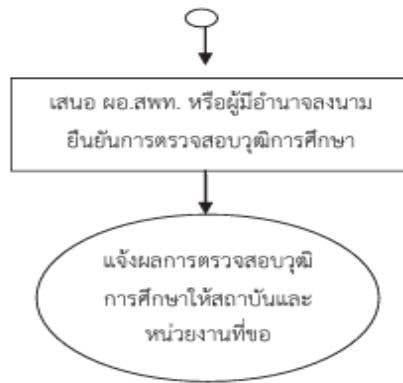 เสนอ ผอ.สพท. หรือผู้มีอำนาจลงนาม
ยืนยันการตรวจสอบวุฒิการศึกษา
แจ้งผลการตรวจสอบวุฒิ
การศึกษาให้สถาบันและ
หน่วยงานที่ขอ